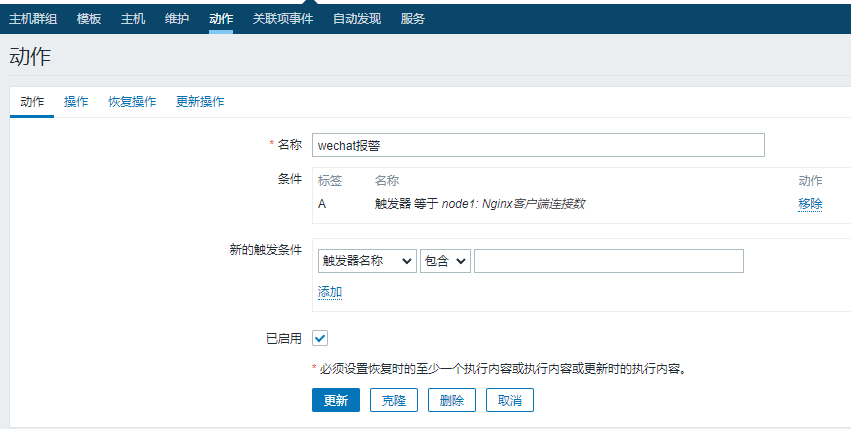 主机群组 模板 主机 维护 动作 关联项事件 自动发现 服务
动作
动作 操作 恢复操作 更新操作
* 名称 wechat报警
条件 标签 名称 动作
A 触发器 等于 node1: Nginx客户端连接数 移除
新的触发条件 触发器名称 包含
添加
已启用
* 必须设置恢复时的至少一个执行内容或执行内容或更新时的执行内容。
更新 克隆 删除 取消